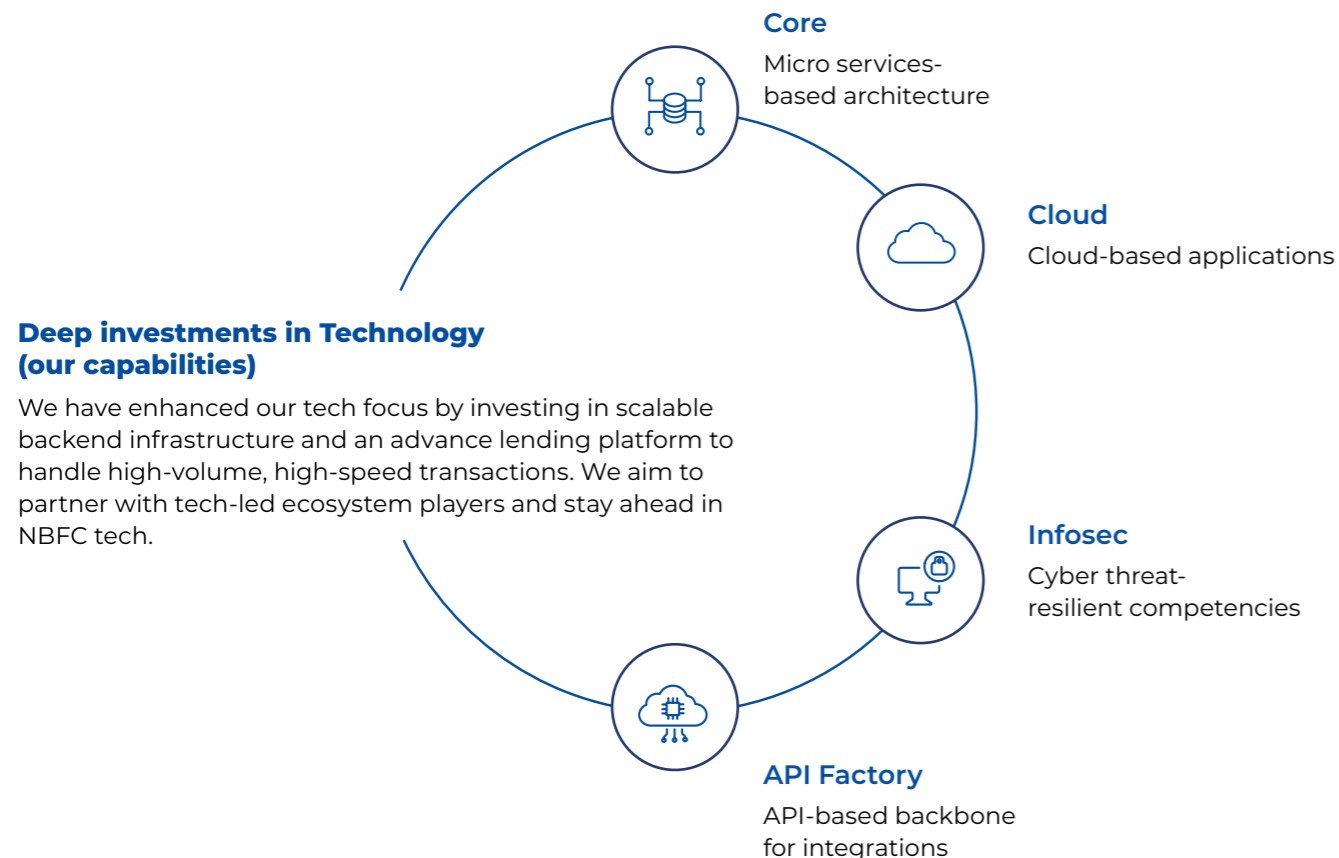 Core
Micro services-
based architecture
Cloud
Cloud-based applications
Deep investments in Technology
(our capabilities)
We have enhanced our tech focus by investing in scalable
backend infrastructure and an advance lending platform to
handle high-volume, high-speed transactions. We aim to
partner with tech-led ecosystem players and stay ahead in
NBFC tech.
Infosec
Cyber threat-
resilient competencies
API Factory
API-based backbone
for integrations